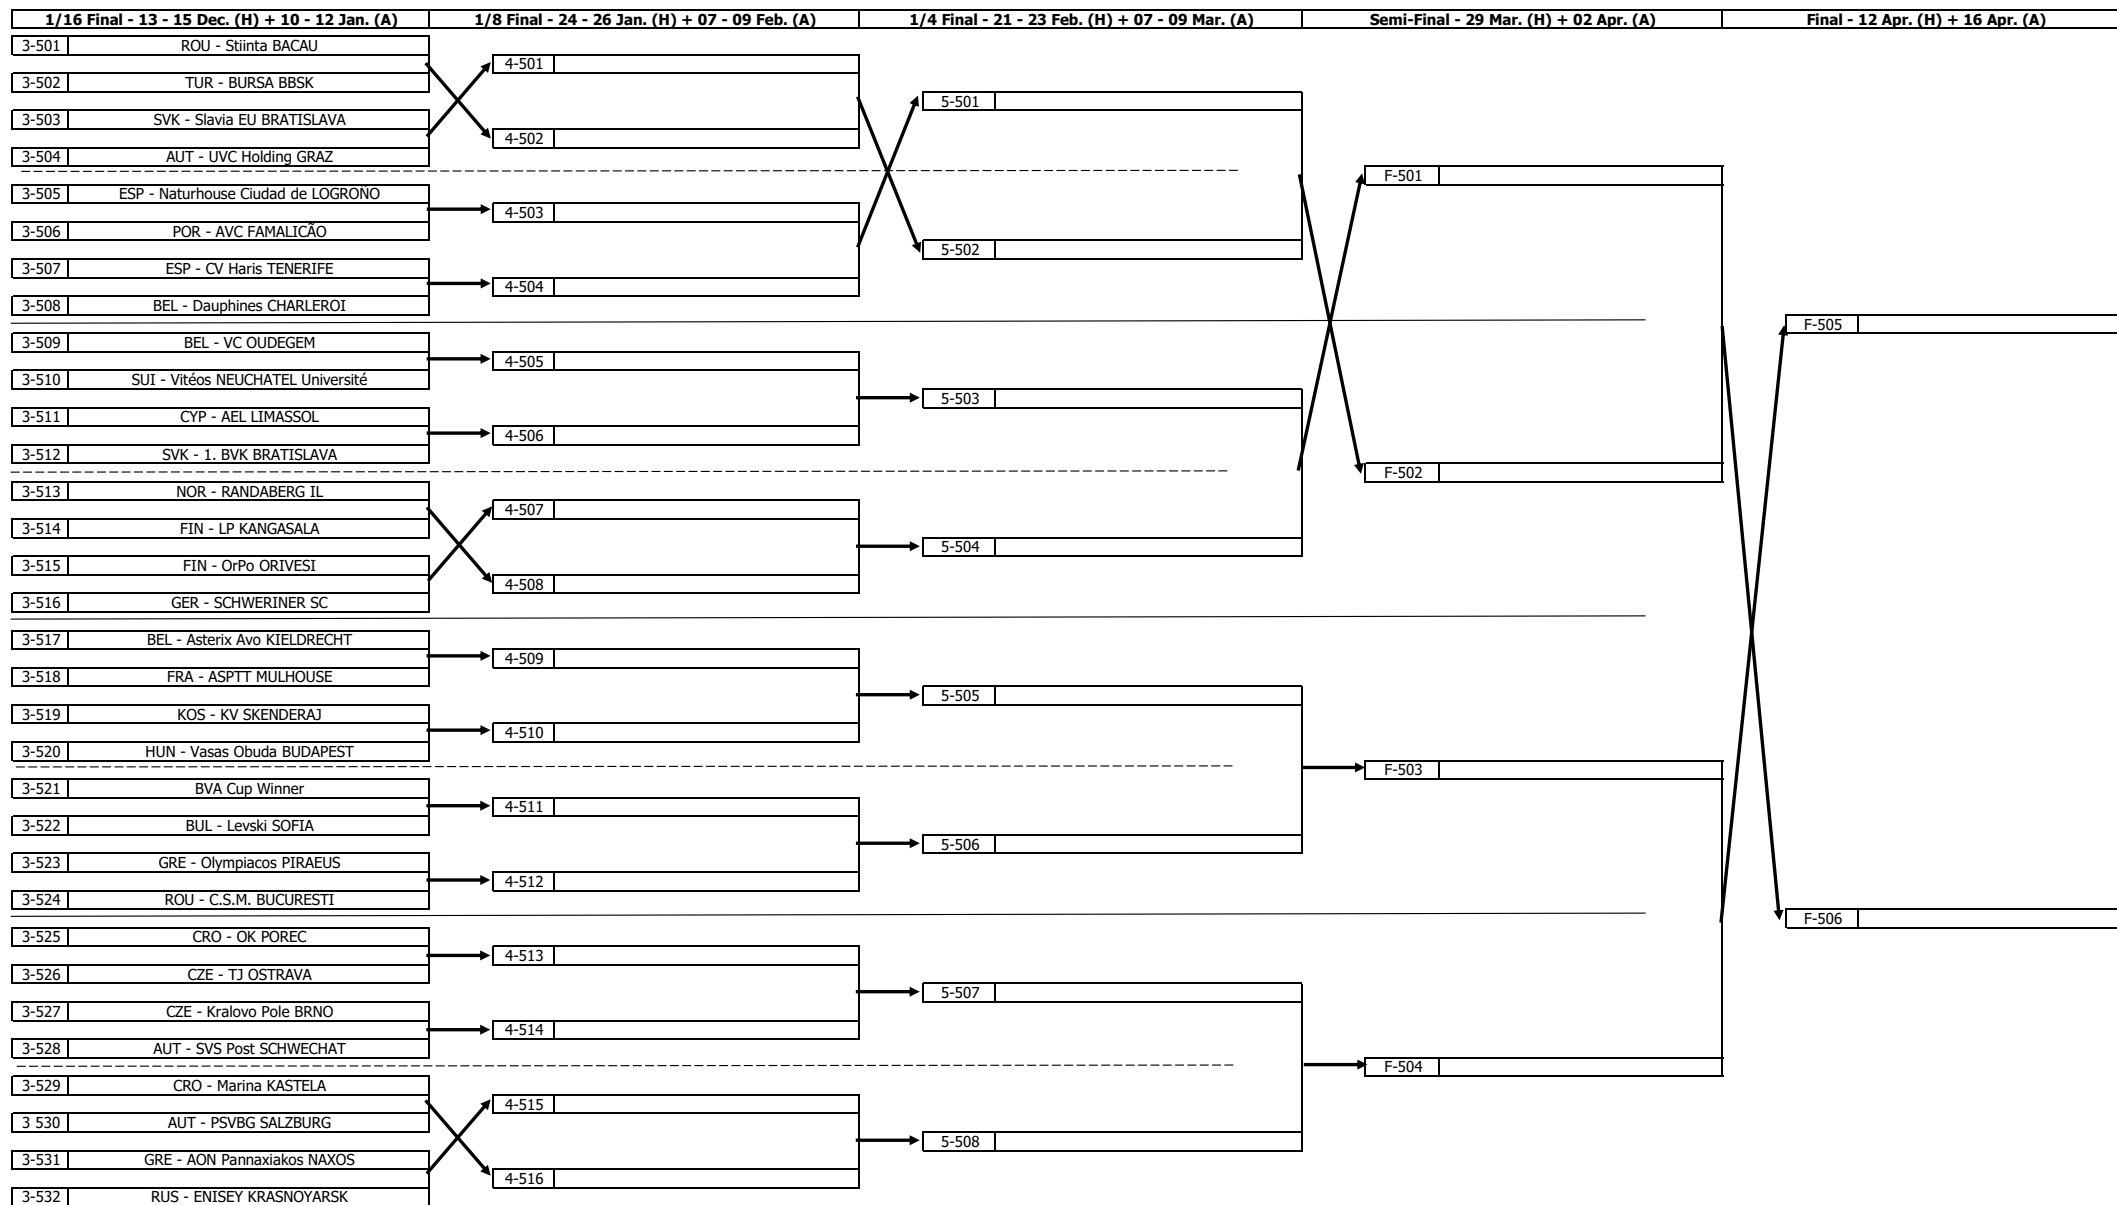 1/16 Final - 13 - 15 Dec. (H) + 10 - 12 Jan. (A)
1/8 Final - 24 - 26 Jan. (H) + 07 - 09 Feb. (A)
1/4 Final - 21 - 23 Feb. (H) + 07 - 09 Mar. (A)
Semi-Final - 29 Mar. (H) + 02 Apr. (A)
Final - 12 Apr. (H) + 16 Apr. (A)
3-501 ROU - Stiinta BACAU
3-502 TUR - BURSA BBSK
3-503 SVK - Slavia EU BRATISLAVA
3-504 AUT - UVC Holding GRAZ
3-505 ESP - Naturhouse Ciudad de LOGROÑO
3-506 POR - AVC FAMALICÃO
3-507 ESP - CV Haris TENERIFE
3-508 BEL - Dauphines CHARLEROI
3-509 BEL - VC OUDEGEM
3-510 SUI - Vitéos NEUCHATEL Université
3-511 CYP - AEL LIMASSOL
3-512 SVK - 1. BVK BRATISLAVA
3-513 NOR - RANDABERG IL
3-514 FIN - LP KANGASALA
3-515 FIN - OrPo ORIVESI
3-516 GER - SCHWERINER SC
3-517 BEL - Asterix Avo KIELDRECHT
3-518 FRA - ASPTT MULHOUSE
3-519 KOS - KV SKENDERAJ
3-520 HUN - Vasas Obuda BUDAPEST
3-521 BVA Cup Winner
3-522 BUL - Levski SOFIA
3-523 GRE - Olympiacos PIRAEUS
3-524 ROU - C.S.M. BUCURESTI
3-525 CRO - OK POREC
3-526 CZE - TJ OSTRAVA
3-527 CZE - Kralovo Pole BRNO
3-528 AUT - SVS Post SCHWECHAT
3-529 CRO - Marina KASTELA
3 530 AUT - PSVBG SALZBURG
3-531 GRE - AON Pannaxiakos NAXOS
3-532 RUS - ENISEY KRASNOYARSK
4-501
4-502
4-503
4-504
4-505
4-506
4-507
4-508
4-509
4-510
4-511
4-512
4-513
4-514
4-515
4-516
5-501
5-502
5-503
5-504
5-505
5-506
5-507
5-508
F-501
F-502
F-503
F-504
F-505
F-506